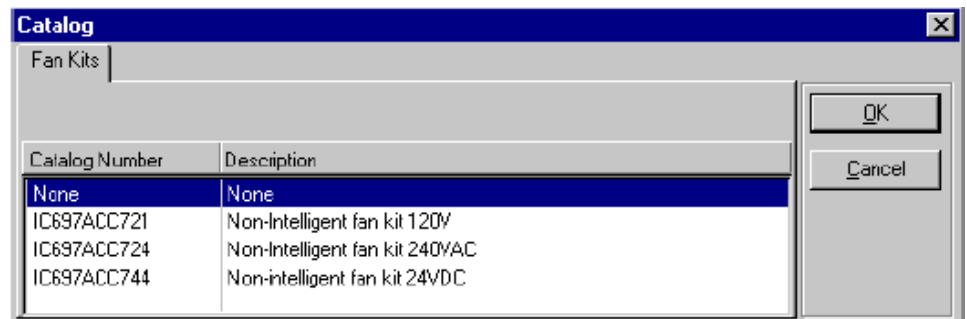 Catalog
Fan Kits
OK
Cancel
Catalog Number Description
None None
IC697ACC721 Non-Intelligent fan kit 120V
IC697ACC724 Non-Intelligent fan kit 240VAC
IC697ACC744 Non-intelligent fan kit 24VDC